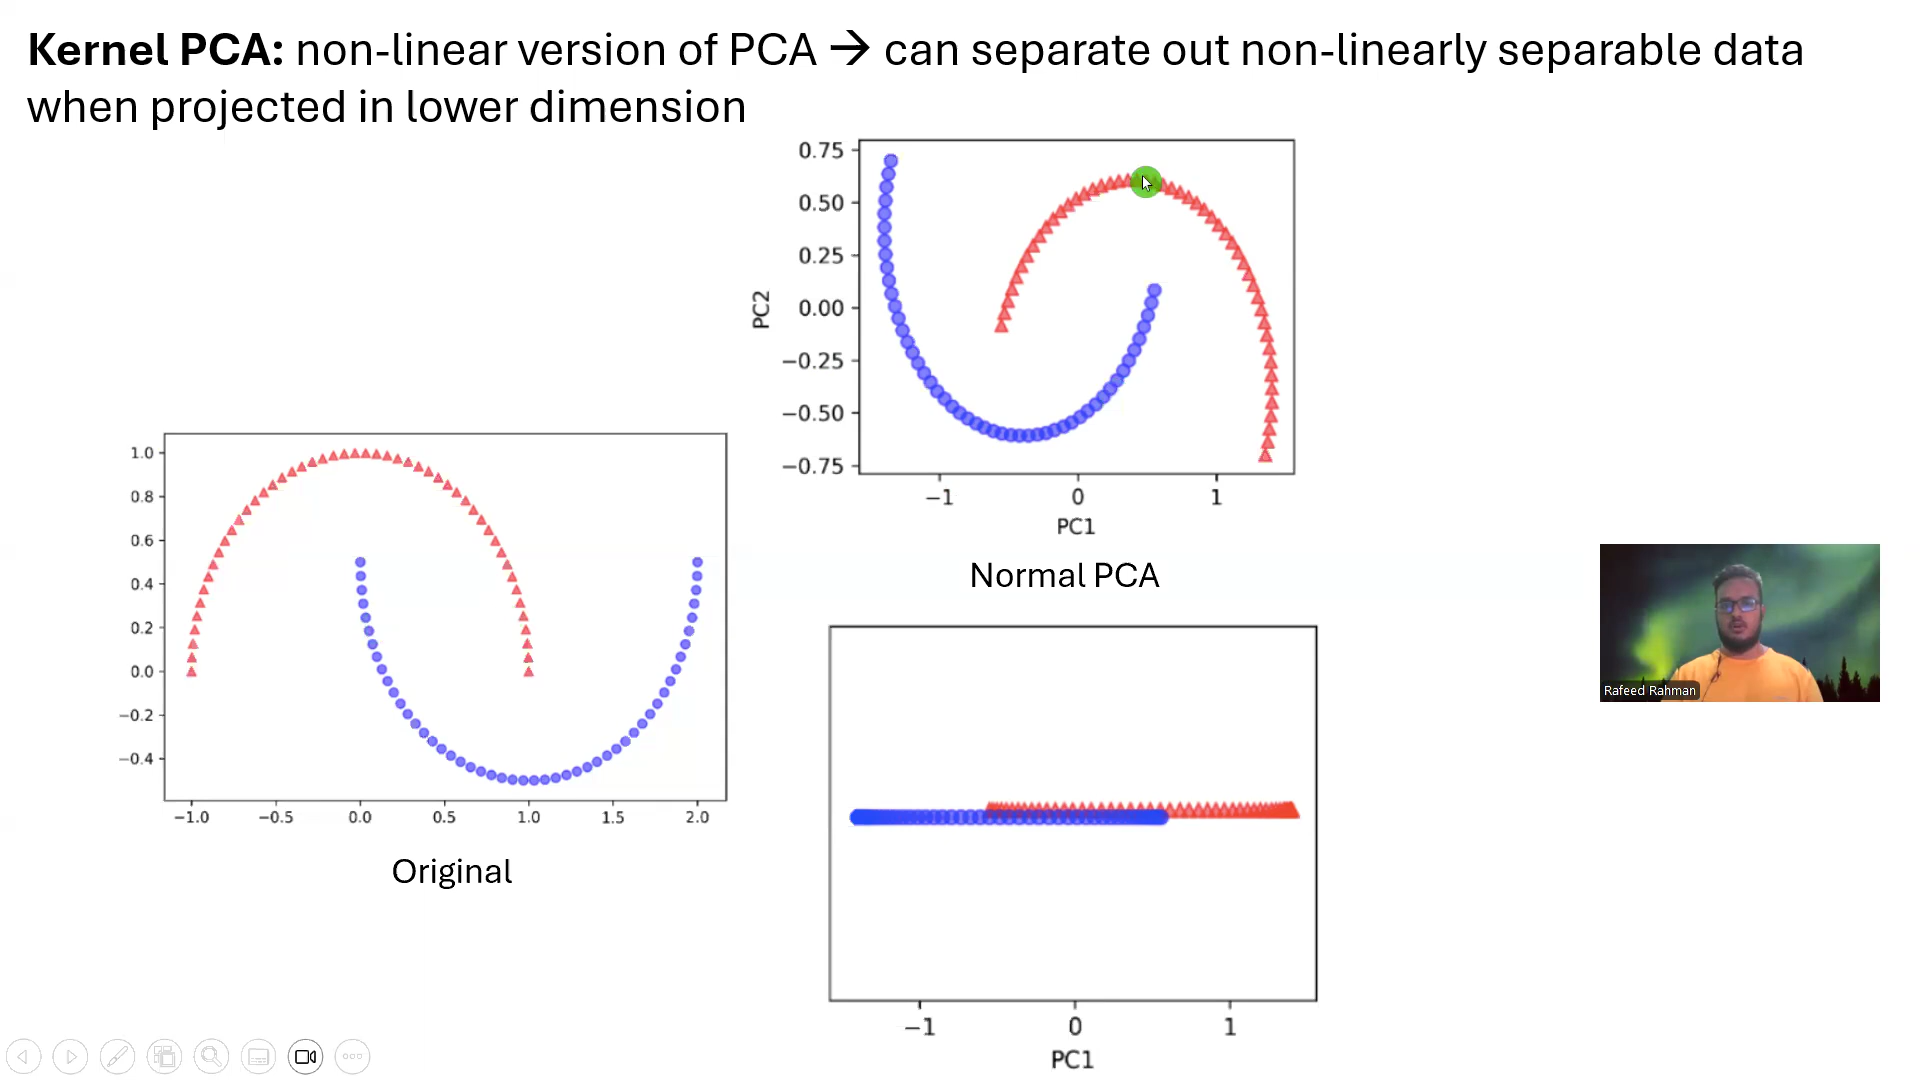 Kernel PCA: non-linear version of PCA → can separate out non-linearly separable data
when projected in lower dimension
0.75
0.50
0.25
0.00
−0.25
−0.50
−0.75
PC2
−1 0 1
PC1
Normal PCA
1.0
0.8
0.6
0.4
0.2
0.0
−0.2
−0.4
−1.0 −0.5 0.0 0.5 1.0 1.5 2.0
Original
−1 0 1
PC1
Rafeed Rahman